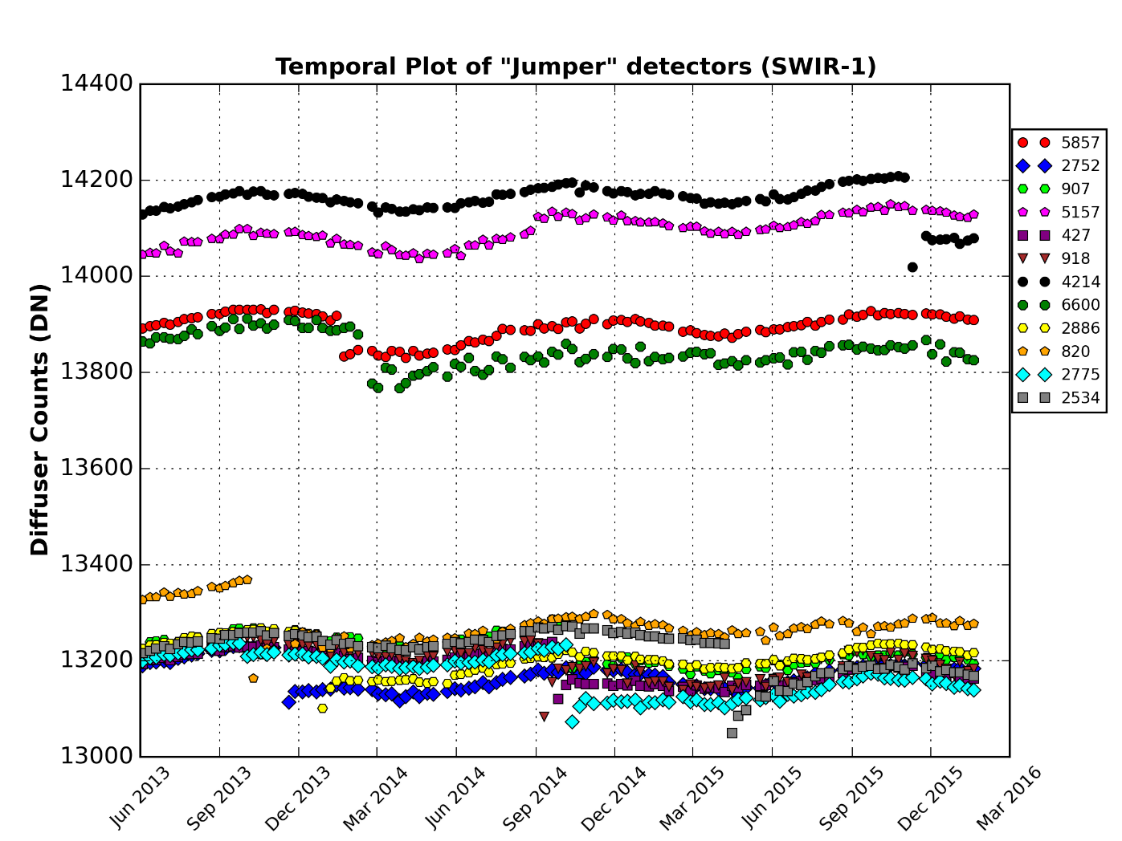 Temporal Plot of "Jumper" detectors (SWIR-1)
Diffuser Counts (DN)
14400
14200
14000
13800
13600
13400
13200
13000
Jun 2013
Sep 2013
Dec 2013
Mar 2014
Jun 2014
Sep 2014
Dec 2014
Mar 2015
Jun 2015
Sep 2015
Dec 2015
Mar 2016
5857
2752
907
5157
427
918
4214
6600
2886
820
2775
2534